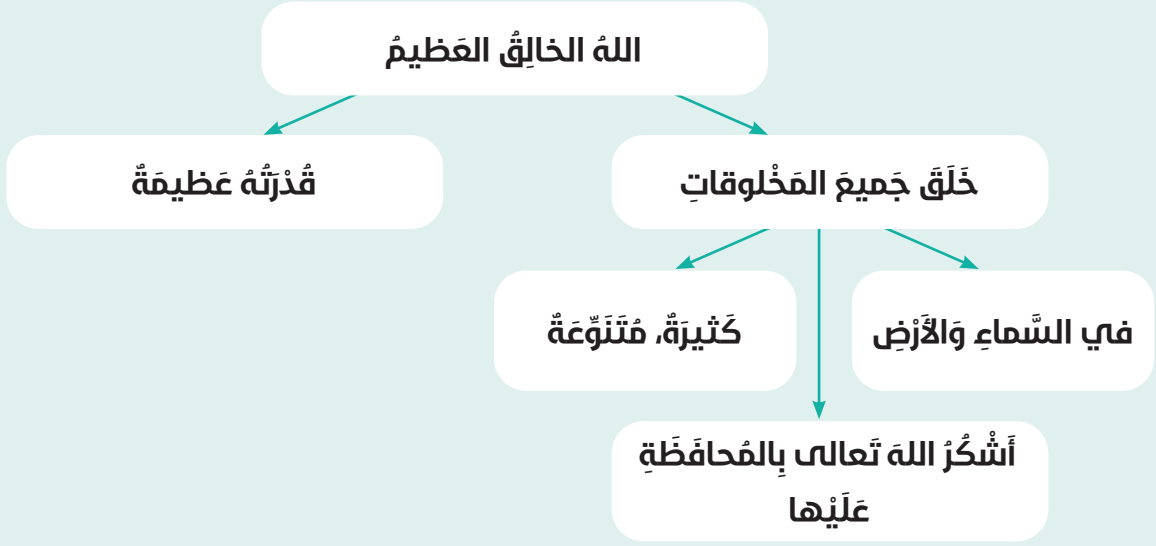 اللهُ الخالِقُ العَظيمُ
خَلَقَ جَميعَ المَخْلوقاتِ
قُدْرَتُهُ عَظيمَةٌ
في السَّماءِ وَالأَرْضِ
كَثيرَةٌ، مُتَنَوِّعَةٌ
أَشْكُرُ اللهَ تَعالى بِالمُحافَظَةِ
عَلَيْها